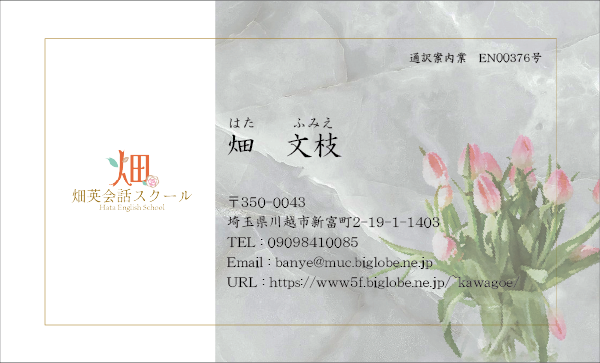 通訳案内業　EN00376号
はた　ふみえ
畑　文枝
畑
畑英会話スクール
Hata English School
〒350-0043
埼玉県川越市新富町2-19-1-1403
TEL：09098410085
Email：banye@muc.biglobe.ne.jp
URL：https://www5f.biglobe.ne.jp/~kawagoe/